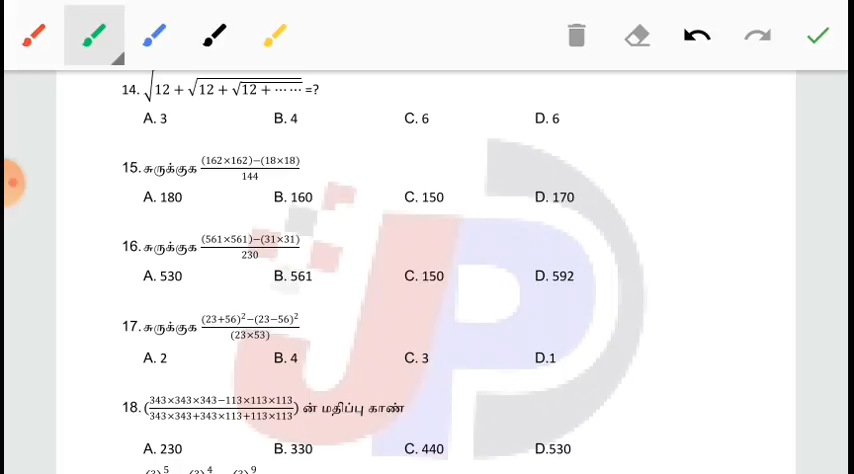 14. √12 + √12 + √12 + ⋯ ⋯ =?
A. 3 B. 4 C. 6 D. 6
15. சுருக்குக (162×162)−(18×18)/144
A. 180 B. 160 C. 150 D. 170
16. சுருக்குக (561×561)−(31×31)/230
A. 530 B. 561 C. 150 D. 592
17. சுருக்குக (23+56)²−(23−56)²/(23×53)
A. 2 B. 4 C. 3 D.1
18. (343×343×343−113×113×113/343×343+343×113+113×113) ன் மதிப்பு காண்
A. 230 B. 330 C. 440 D.530